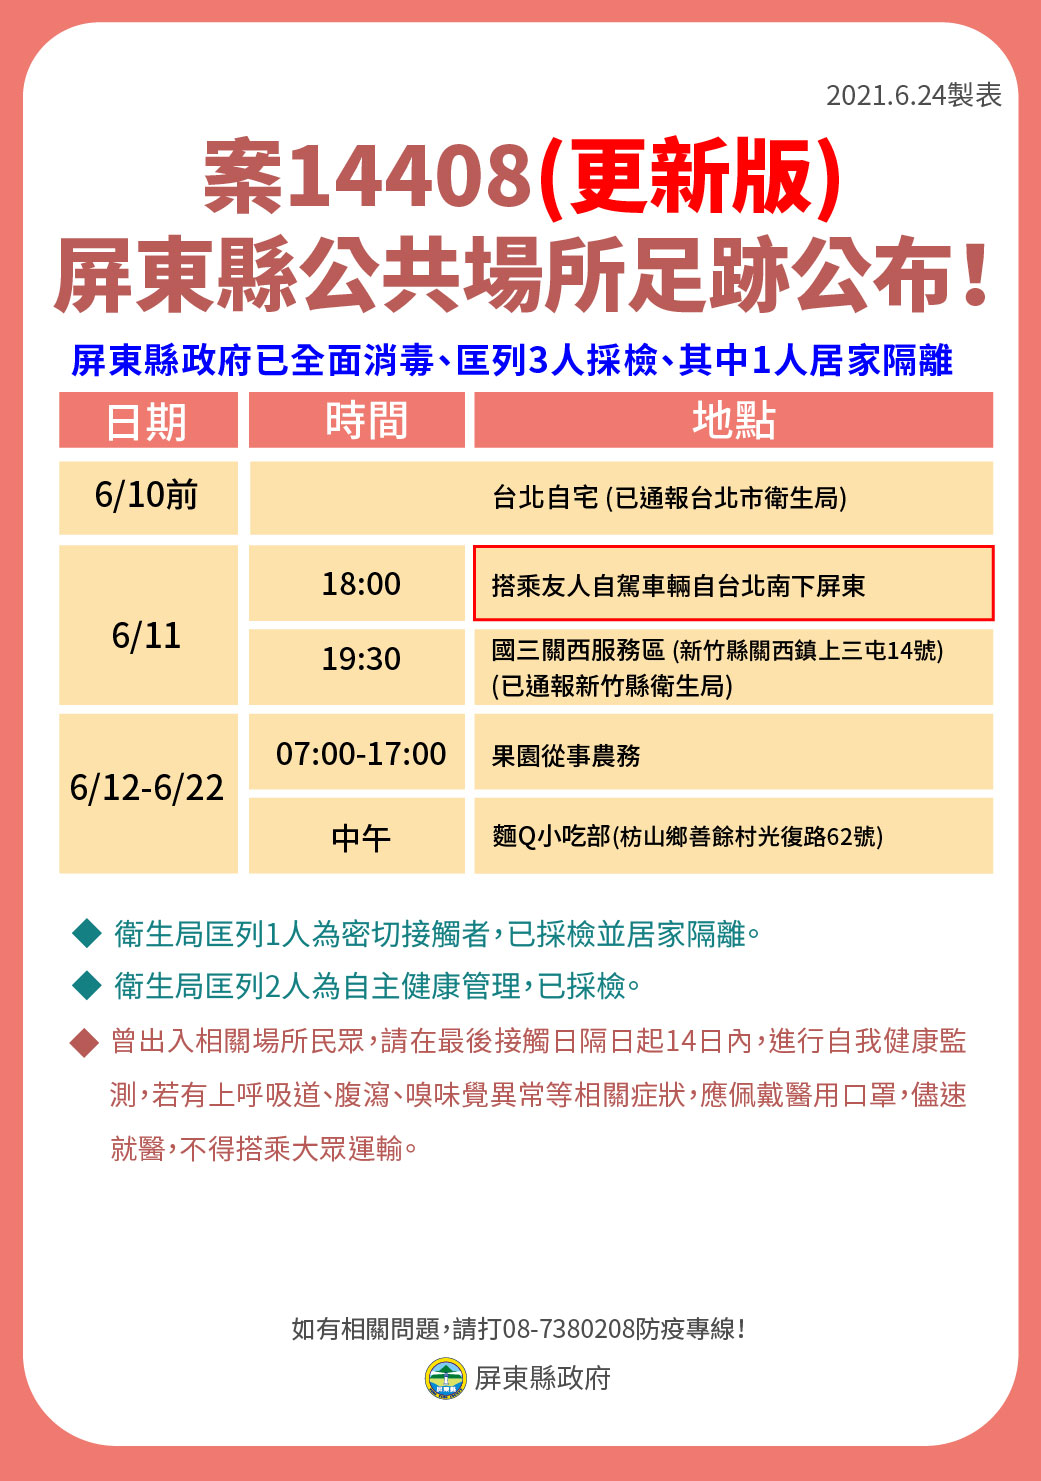 2021.6.24製表
案14408(更新版)
屏東縣公共場所足跡公布！
屏東縣政府已全面消毒、匡列3人採檢、其中1人居家隔離
日期 時間 地點
6/10前 台北自宅 (已通報台北市衛生局)
6/11
18:00 搭乘友人自駕車輛自台北南下屏東
19:30 國三關西服務區 (新竹縣關西鎮上三屯14號)
(已通報新竹縣衛生局)
6/12-6/22
07:00-17:00 果園從事農務
中午 麵Q小吃部(枋山鄉善餘村光復路62號)
◆ 衛生局匡列1人為密切接觸者，已採檢並居家隔離。
◆ 衛生局匡列2人為自主健康管理，已採檢。
◆ 曾出入相關場所民眾，請在最後接觸日隔日起14日內，進行自我健康監
測，若有上呼吸道、腹瀉、嗅味覺異常等相關症狀，應佩戴醫用口罩，儘速
就醫，不得搭乘大眾運輸。
如有相關問題，請打08-7380208防疫專線！
屏東縣政府